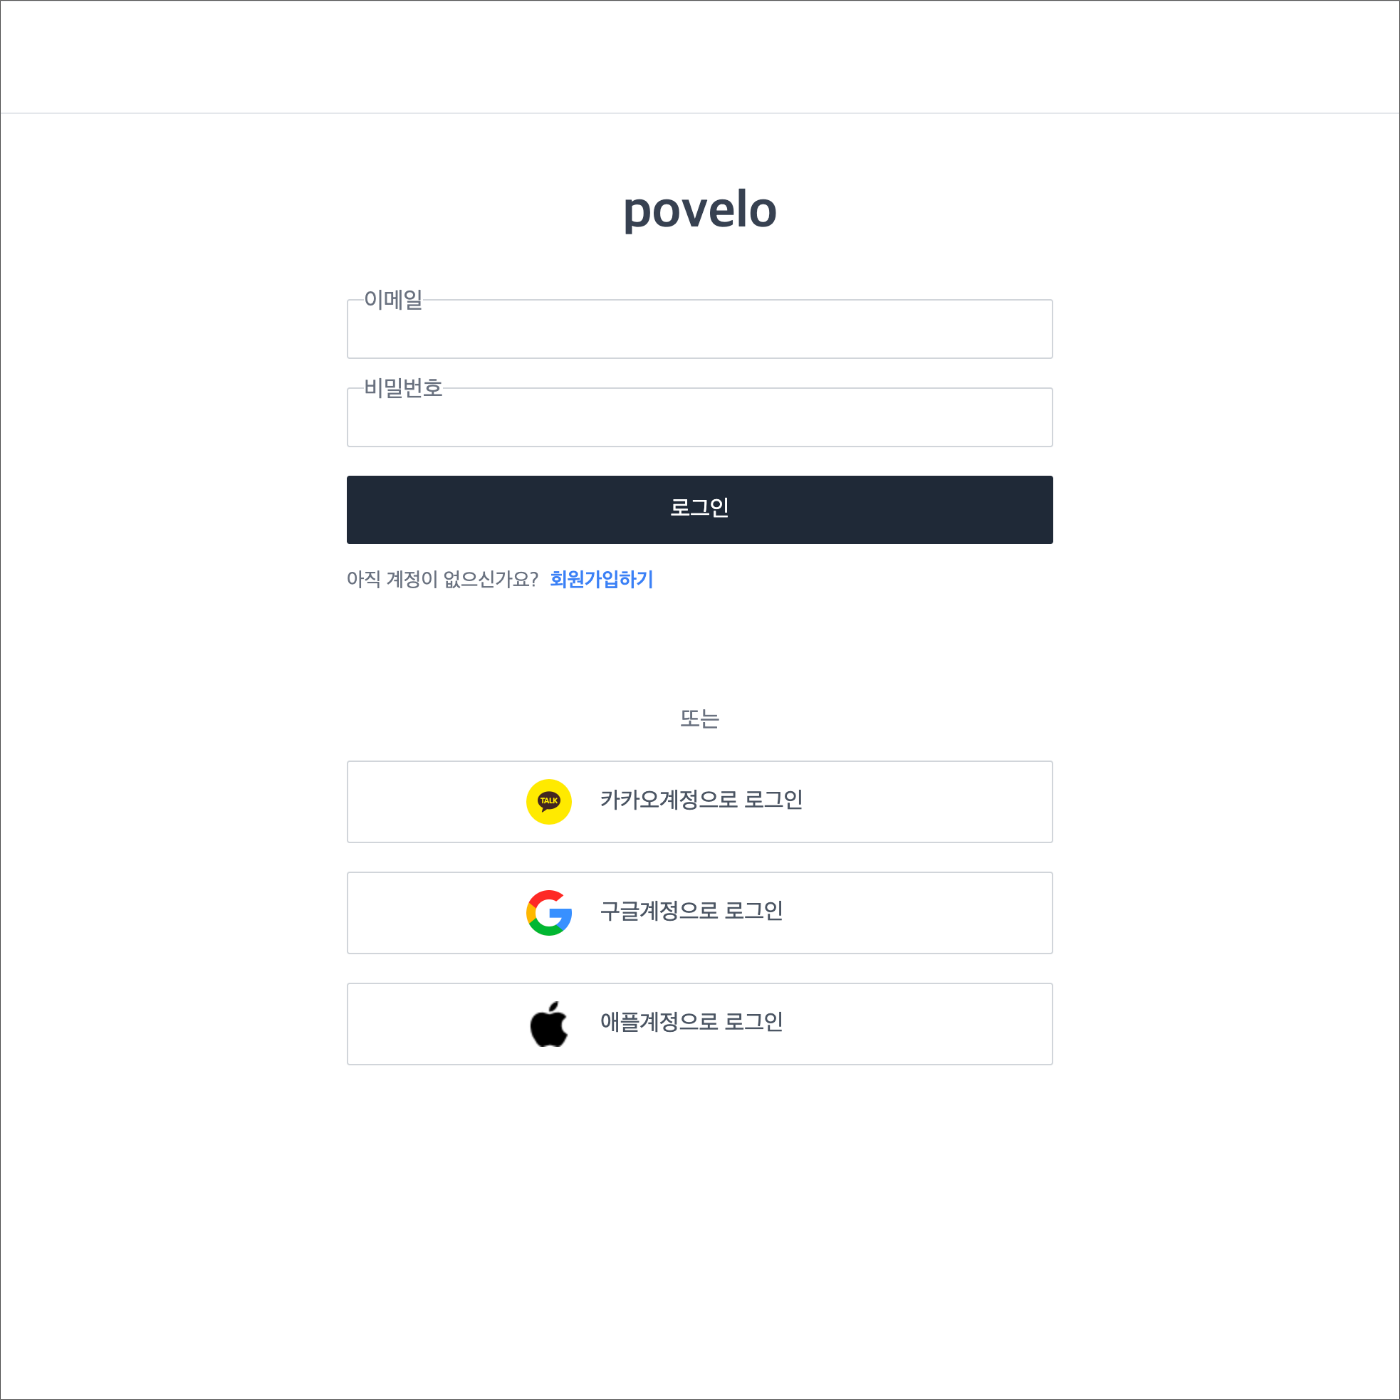 povelo
이메일
비밀번호
로그인
아직 계정이 없으신가요? 회원가입하기
또는
TALK 카카오계정으로 로그인
구글계정으로 로그인
애플계정으로 로그인